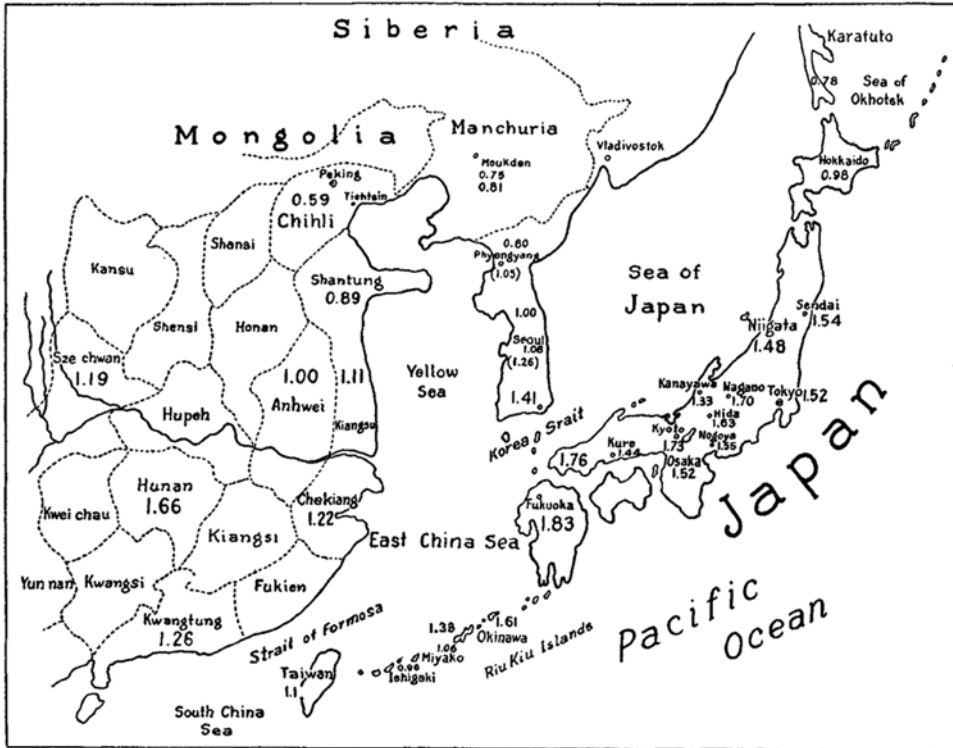 Siberia
Karafuto
0.78
Sea of
Okhotsk
Mongolia
Manchuria
Moukden
0.75
0.81
Vladivostok
Hokkaido
0.98
Peking
0.59
Tiehtsin
Chihli
Kansu
Shansi
Shantung
0.89
0.80
Phyongyang
(1.05)
Sea of
Japan
1.00
Seoul
1.08
(1.26)
1.41
Shensi
Honan
Sze chwan
1.19
1.00
Anhwei
1.11
Kiangsu
Hupeh
Yellow
Sea
Korea Srait
Niigata
1.48
Sendai
1.54
Kanayawa
1.33
Nagano
1.70
Tokyo
1.52
Hida
1.63
Kyoto
1.73
Nogoya
1.55
Kure
1.44
1.76
Osaka
1.52
Japan
Fukuoka
1.83
Kwei chau
Hunan
1.66
Chekiang
1.22
Kiangsi
East China Sea
Yun nan
Kwangsi
Fukien
Kwangtung
1.26
Strait of Formosa
1.38
1.61
Okinawa
1.06
Miyako
0.96
Ishigaki
Riu Kiu Islands
Pacific
Ocean
Taiwan
1.1
South China
Sea